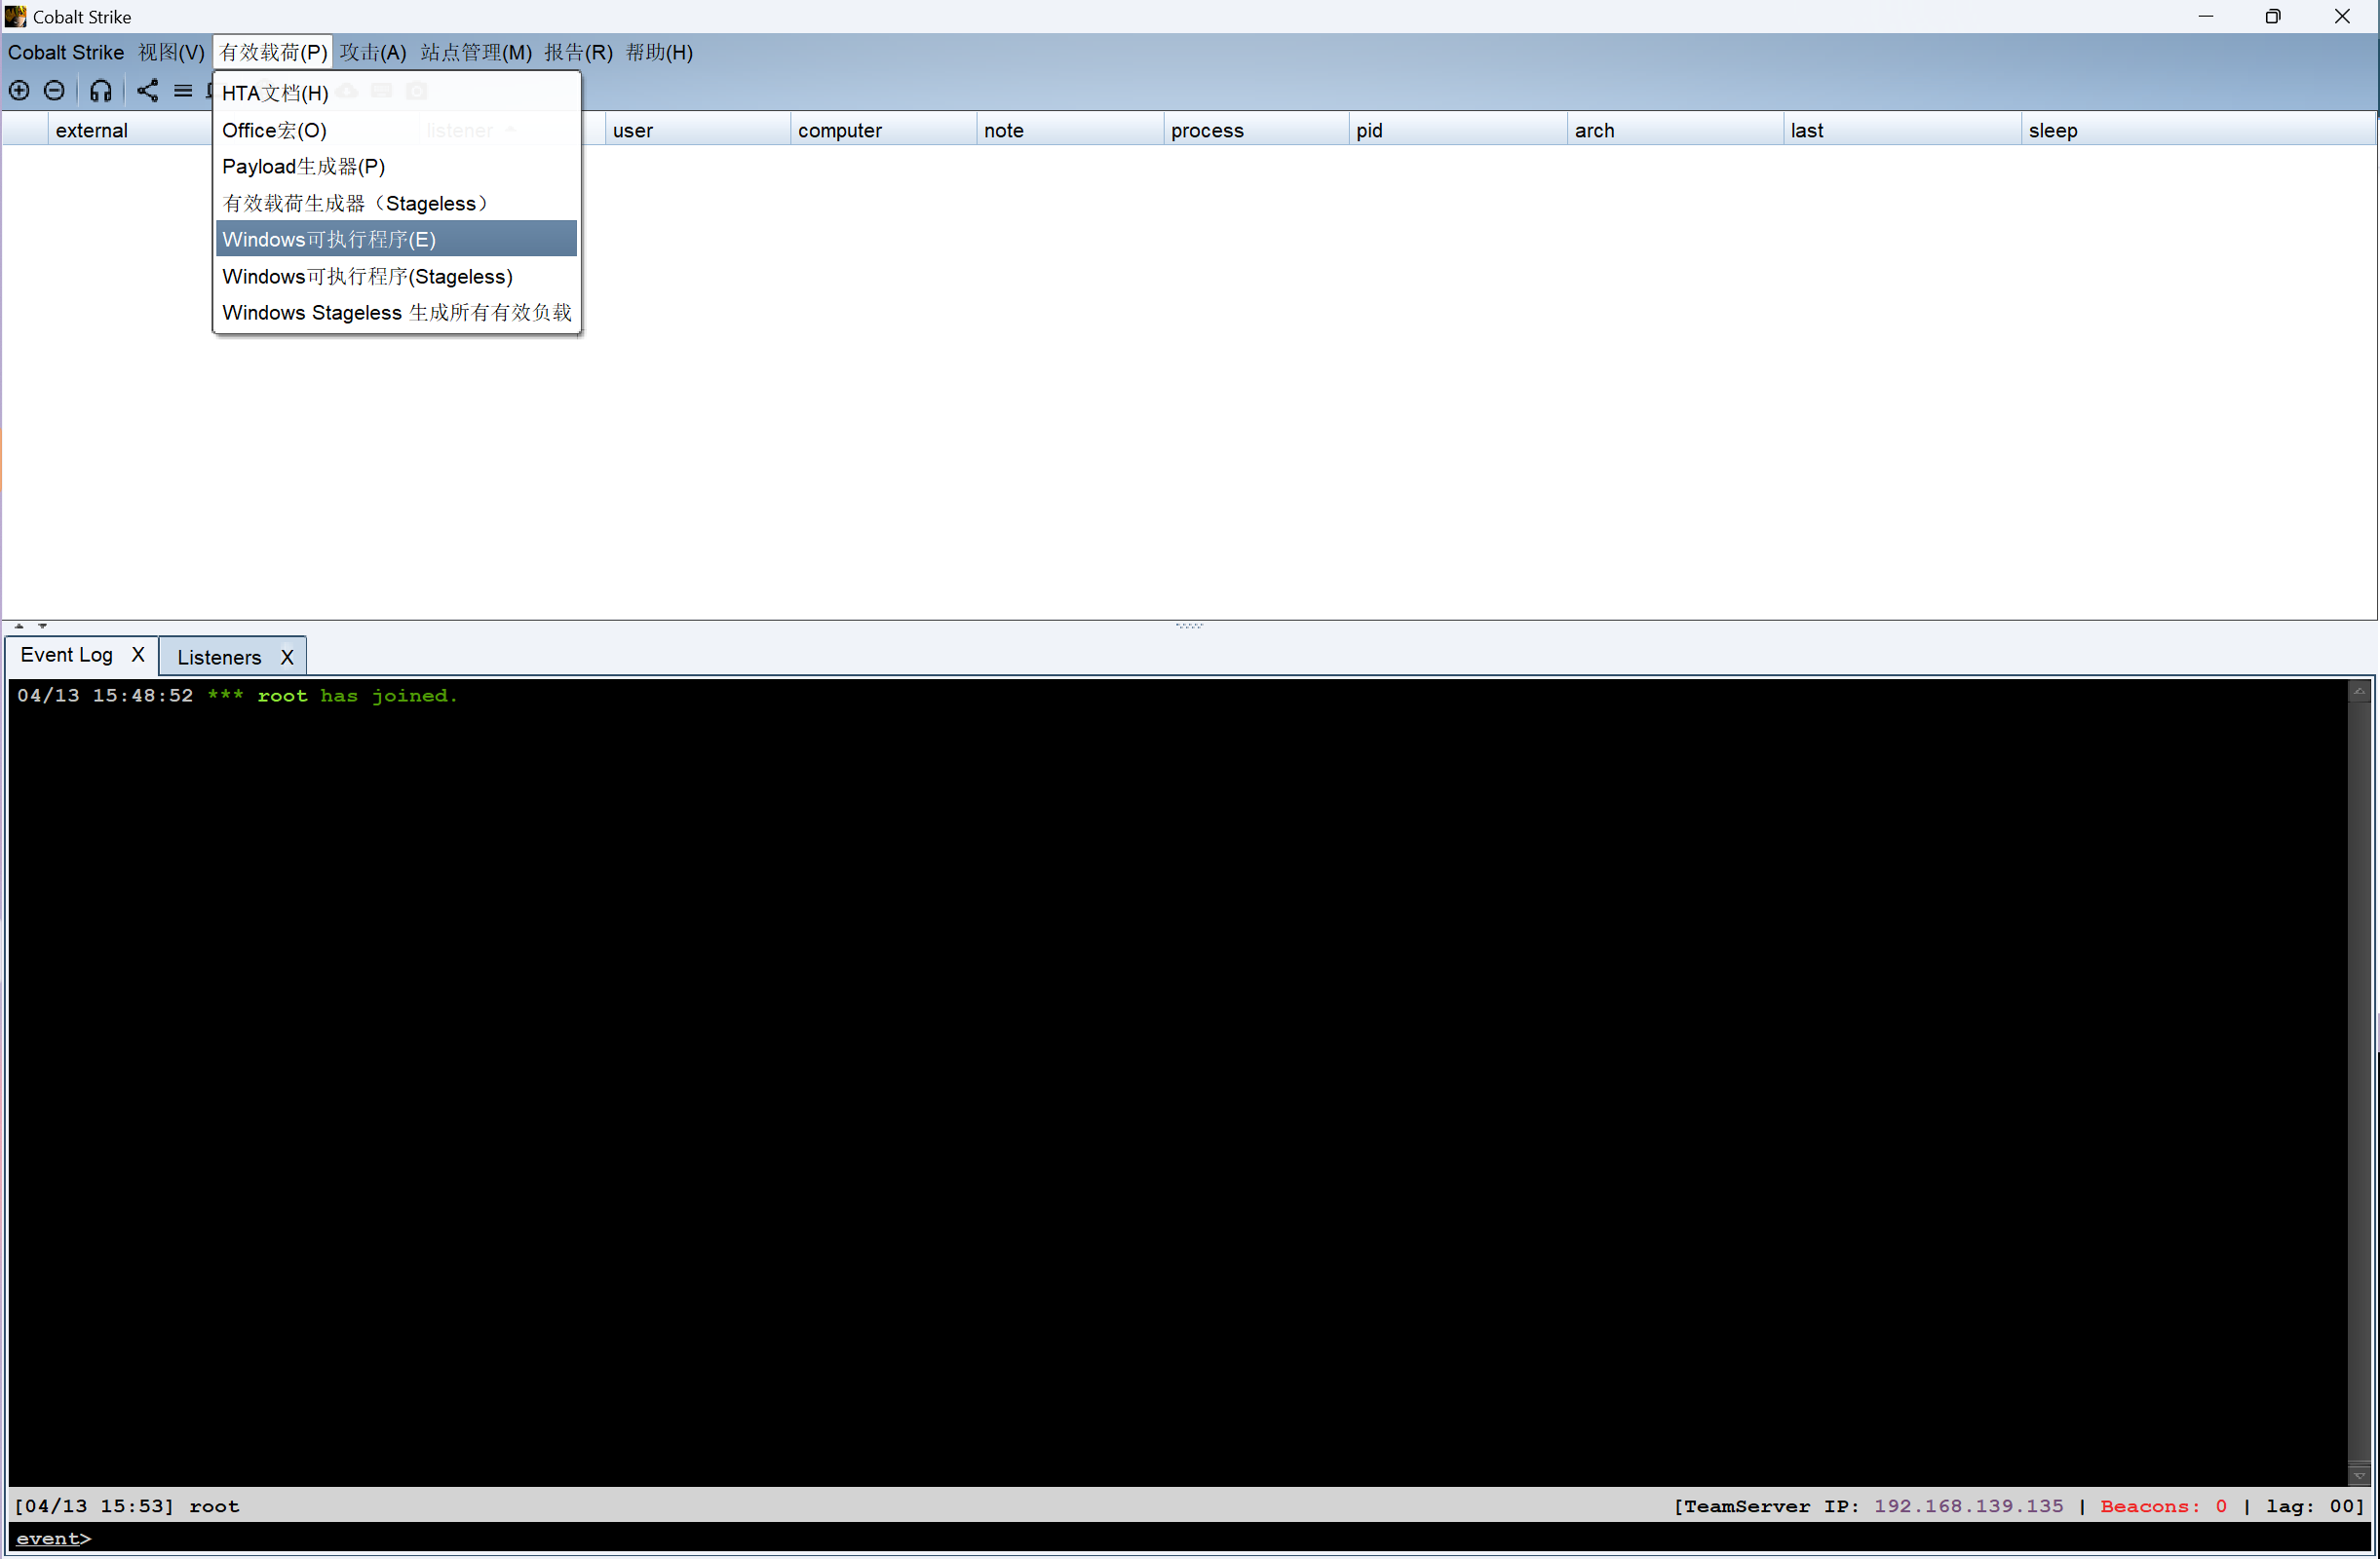 Cobalt Strike
Cobalt Strike 视图(V) 有效载荷(P) 攻击(A) 站点管理(M) 报告(R) 帮助(H)
HTA文档(H)
Office宏(O)
Payload生成器(P)
有效载荷生成器（Stageless）
Windows可执行程序(E)
Windows可执行程序(Stageless)
Windows Stageless 生成所有有效负载
external listener user computer note process pid arch last sleep
Event Log X Listeners X
04/13 15:48:52 *** root has joined.
[04/13 15:53] root [TeamServer IP: 192.168.139.135 | Beacons: 0 | lag: 00]
event>